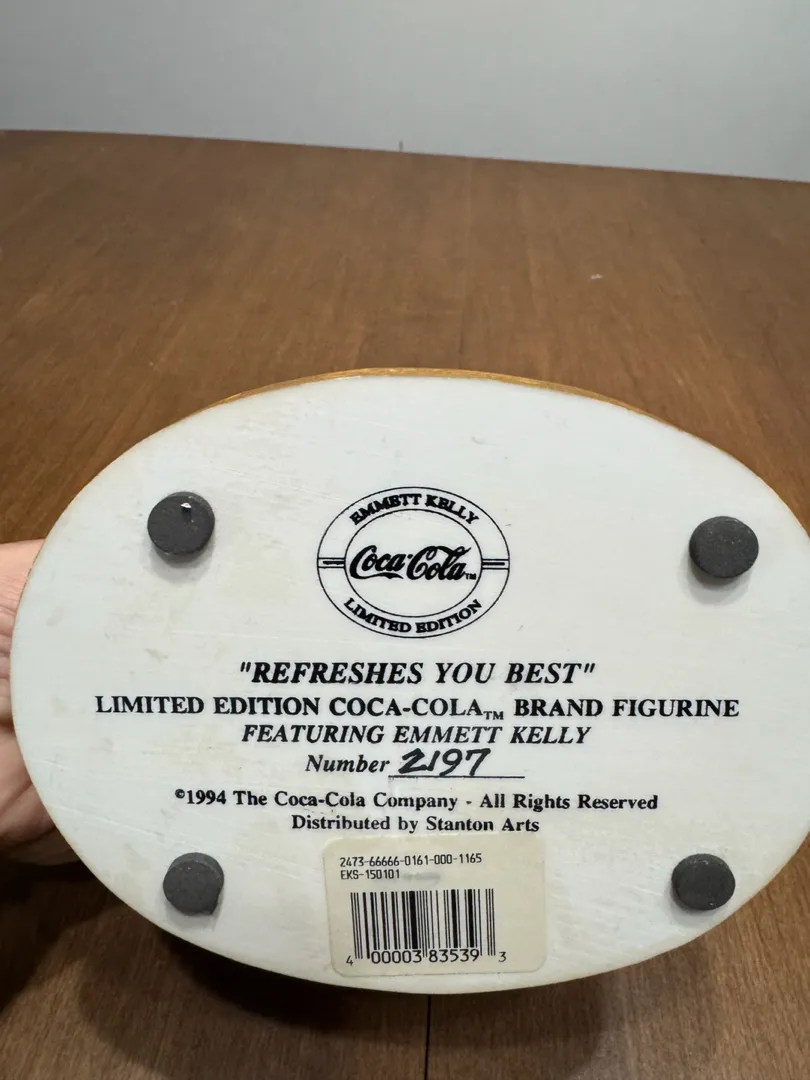 EMMETT KELLY
Coca-Cola™
LIMITED EDITION
"REFRESHES YOU BEST"
LIMITED EDITION COCA-COLA™ BRAND FIGURINE
FEATURING EMMETT KELLY
Number 2197
©1994 The Coca-Cola Company - All Rights Reserved
Distributed by Stanton Arts
2473-66666-0161-000-1165
EKS-150101
4 00003 83539 3